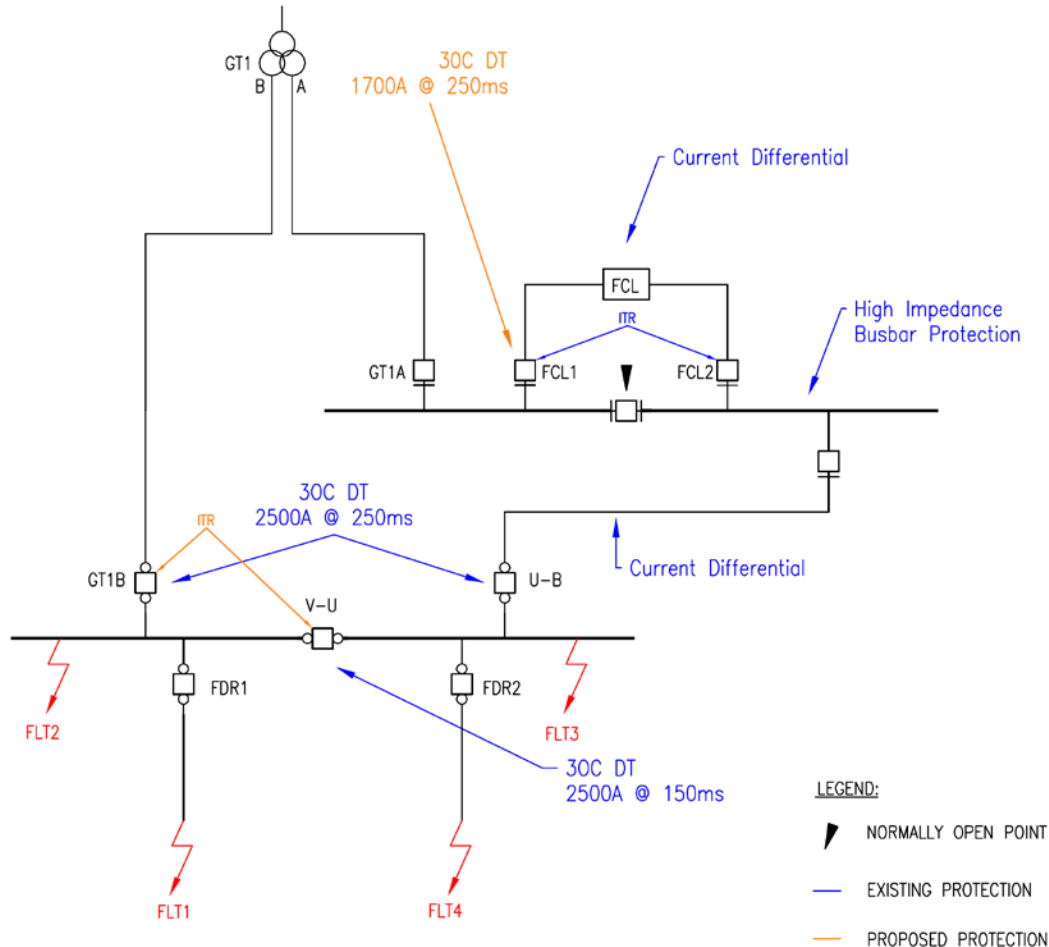 30C DT
1700A @ 250ms
GT1
B
A
Current Differential
FCL
High Impedance
Busbar Protection
ITR
GT1A
FCL1
FCL2
30C DT
2500A @ 250ms
ITR
GT1B
V-U
U-B
Current Differential
FDR1
FDR2
FLT2
FLT3
30C DT
2500A @ 150ms
LEGEND:
NORMALLY OPEN POINT
EXISTING PROTECTION
PROPOSED PROTECTION
FLT1
FLT4